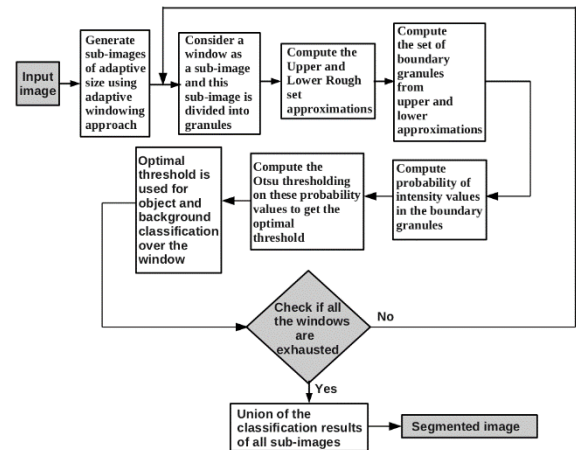 Input
image
Generate
sub-images
of adaptive
size using
adaptive
windowing
approach
Consider a
window as
a sub-image
and this
sub-image is
divided into
granules
Compute the
Upper and
Lower Rough
set
approximations
Compute
the set of
boundary
granules
from
upper and
lower
approximations
Compute
probability of
intensity values
in the boundary
granules
Compute the
Otsu thresholding
on these probability
values to get the
optimal
threshold
Optimal
threshold is
used for
object and
background
classification
over the
window
Check if all
the windows
are
exhausted
No
Yes
Union of the
classification results
of all sub-images
Segmented image